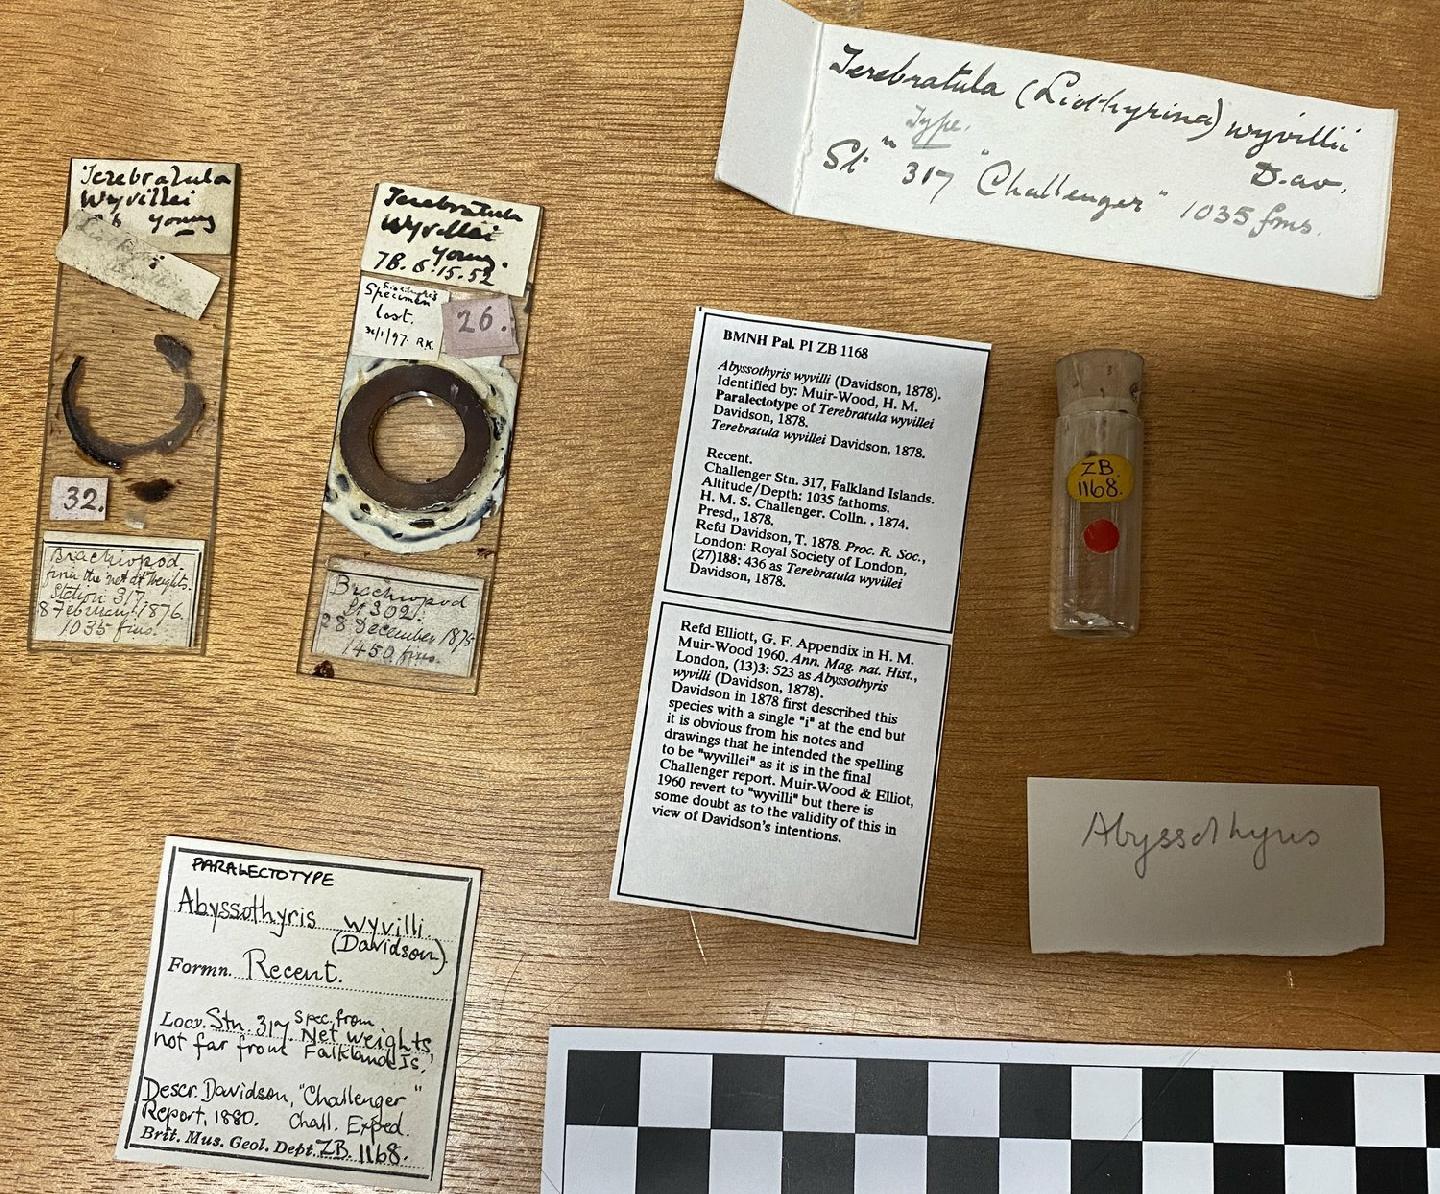 Terebratula
Wyvillei
young
32.
Brachiopod
from the net & weights.
Station 317.
8 February 1876.
1035 fms.
Terebratula
Wyvillei
young.
7B. 6.15.52
Specimen
lost.
RK.
26.
Brachiopod
St 302.
28 December 1875
1450 fms.
Terebratula (Liothyrina) wyvillii
Type. Dav.
St. 317 "Challenger" 1035 fms.
BMNH Pal. PI ZB 1168
Abyssothyris wyvilli (Davidson, 1878).
Identified by: Muir-Wood, H. M.
Paralectotype of Terebratula wyvillei
Davidson, 1878.
Terebratula wyvillei Davidson, 1878.
Recent.
Challenger Stn. 317, Falkland Islands.
Altitude/Depth: 1035 fathoms.
H. M. S. Challenger. Colln. , 1874.
Presd,, 1878.
Refd Davidson, T. 1878. Proc. R. Soc.,
London: Royal Society of London,
(27)188: 436 as Terebratula wyvillei
Davidson, 1878.
Refd Elliott, G. F. Appendix in H. M.
Muir-Wood 1960. Ann. Mag. nat. Hist.,
London, (13)3: 523 as Abyssothyris
wyvilli (Davidson, 1878).
Davidson in 1878 first described this
species with a single "i" at the end but
it is obvious from his notes and
drawings that he intended the spelling
to be "wyvillei" as it is in the final
Challenger report. Muir-Wood & Elliot,
1960 revert to "wyvilli" but there is
some doubt as to the validity of this in
view of Davidson's intentions.
ZB
1168.
Abyssothyris
PARALECTOTYPE
Abyssothyris wyvilli
(Davidson).
Formn. Recent.
Locy. Stn. 317. Spec. from
Net weights,
not far from Falkland Is.
Descr. Davidson, "Challenger"
Report, 1880. Chall. Exped.
Brit. Mus. Geol. Dept. ZB 1168.